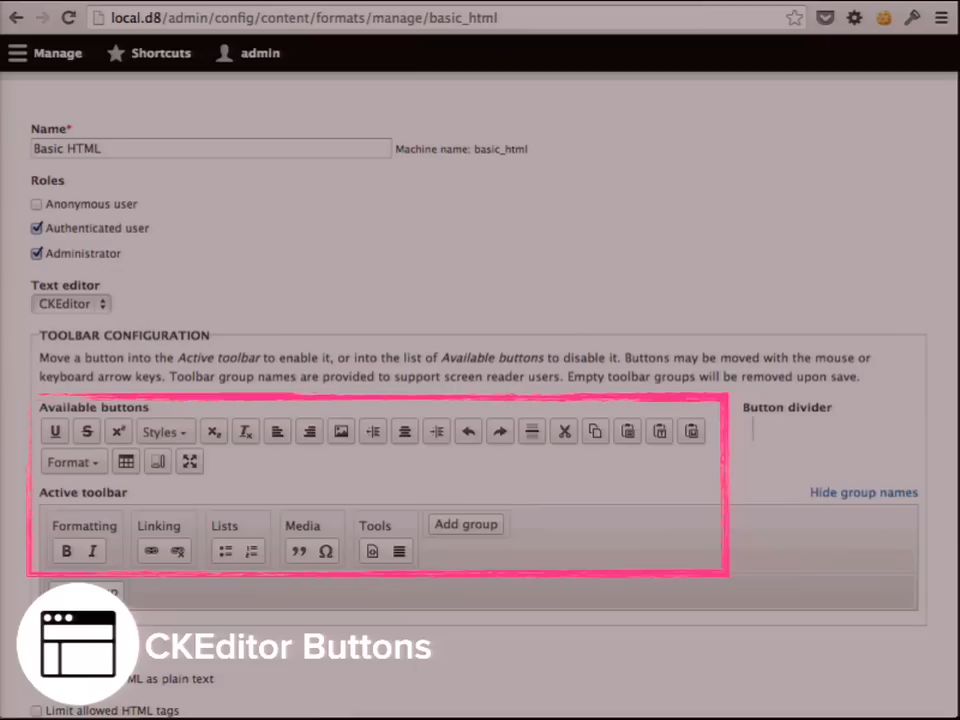 local.d8/admin/config/content/formats/manage/basic_html
Manage Shortcuts admin
Name*
Basic HTML Machine name: basic_html
Roles
Anonymous user
Authenticated user
Administrator
Text editor
CKEditor
TOOLBAR CONFIGURATION
Move a button into the Active toolbar to enable it, or into the list of Available buttons to disable it. Buttons may be moved with the mouse or
keyboard arrow keys. Toolbar group names are provided to support screen reader users. Empty toolbar groups will be removed upon save.
Available buttons Button divider
U S x² Styles x₂ Ix
Format
Active toolbar Hide group names
Formatting Linking Lists Media Tools Add group
B I Ω
CKEditor Buttons
as plain text
Limit allowed HTML tags